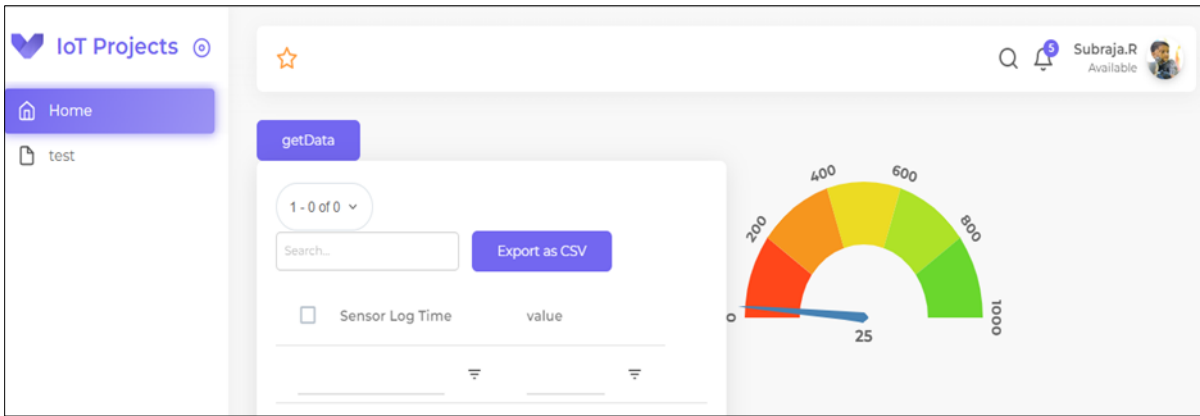 IoT Projects
Home
test
5
Subraja.R
Available
getData
1 - 0 of 0
Search...
Export as CSV
Sensor Log Time value
0
200
400
600
800
1000
25